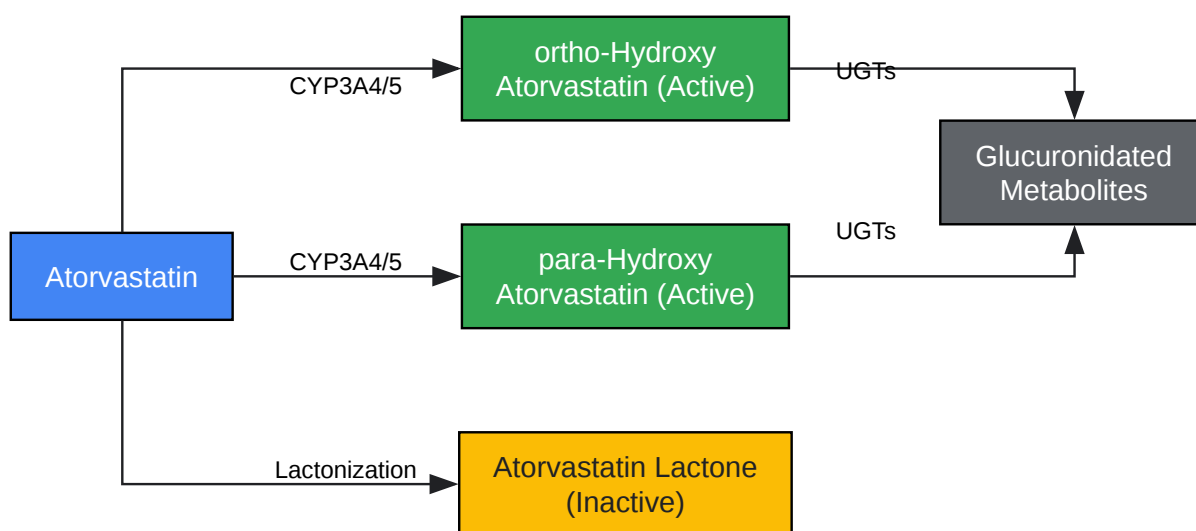 ortho-Hydroxy
Atorvastatin (Active)
CYP3A4/5
UGTs
Glucuronidated
Metabolites
Atorvastatin
CYP3A4/5
para-Hydroxy
Atorvastatin (Active)
UGTs
Lactonization
Atorvastatin Lactone
(Inactive)